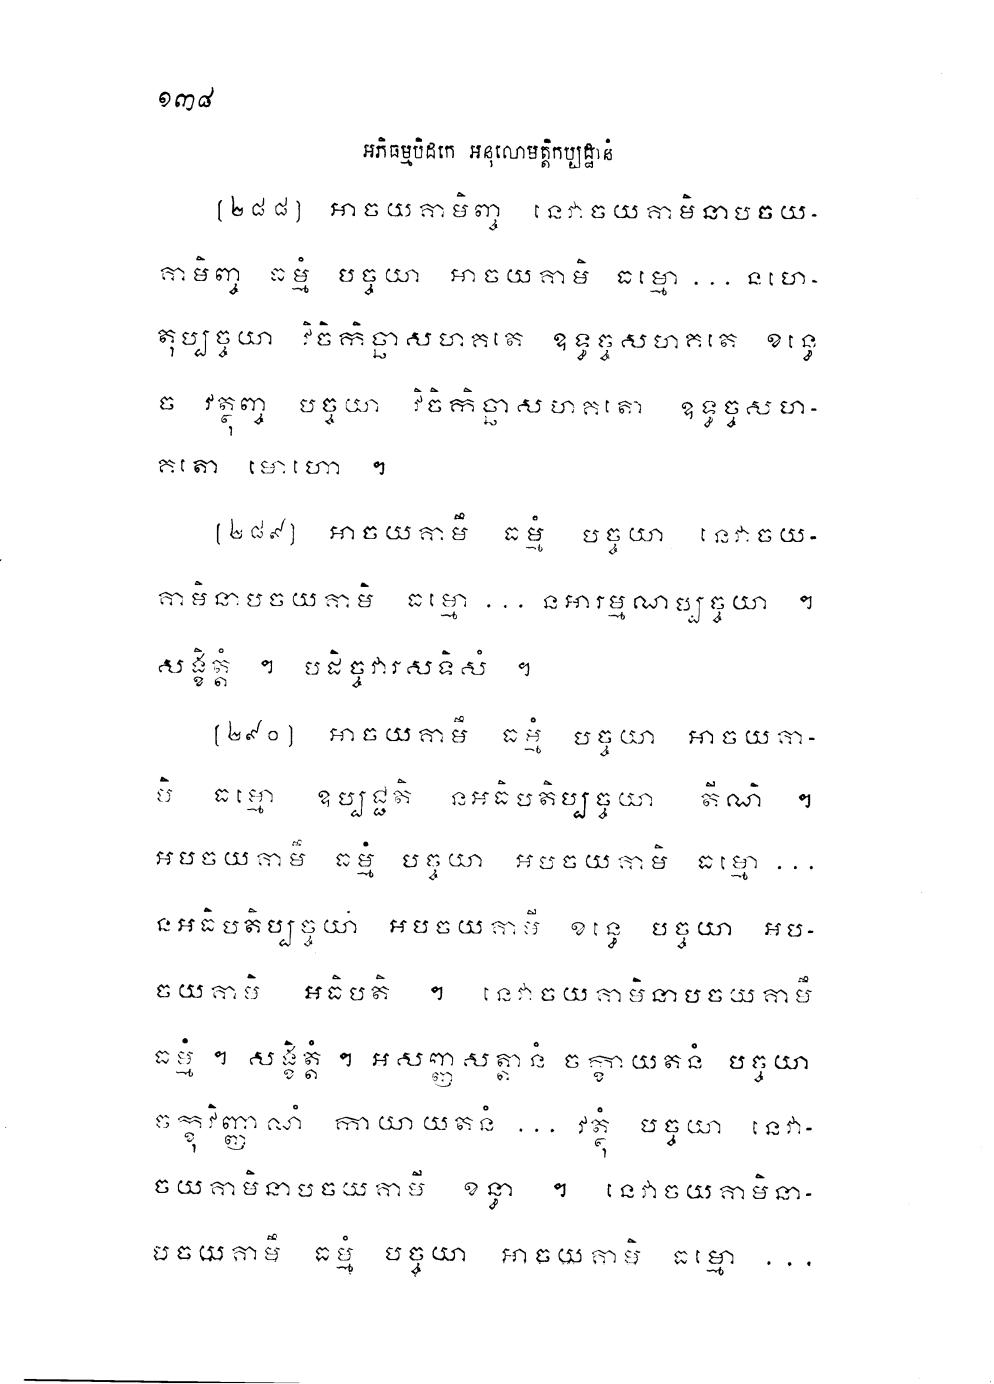 ១៣៨
អភិធម្មបិដកេ អនុលោមត្តិកប្បដ្ឋានំ
[២៨៨] អាចយគាមិញ្ច នេវាចយគាមិនាបចយ-
គាមិញ្ច ធម្មំ បច្ចយា អាចយគាមិ ធម្មោ ... នហេ-
តុប្បច្ចយា វិចិកិច្ឆាសហគតេ ឧទ្ធច្ចសហគតេ ខន្ធេ
ច វត្ថុញ្ច បច្ចយា វិចិកិច្ឆាសហគតោ ឧទ្ធច្ចសហ-
គតោ មោហោ ។
[២៨៩] អាចយគាមឹ ធម្មំ បច្ចយា នេវាចយ-
គាមិនាបចយគាមិ ធម្មោ ... នអារម្មណប្បច្ចយា ។
សង្ខិត្តំ ។ បដិច្ចវារសទិសំ ។
[២៩០] អាចយគាមឹ ធម្មំ បច្ចយា អាចយគា-
មិ ធម្មោ ឧប្បជ្ជតិ នអធិបតិប្បច្ចយា តីណិ ។
អបចយគាមឹ ធម្មំ បច្ចយា អបចយគាមិ ធម្មោ ...
នអធិបតិប្បច្ចយា អបចយគាមី ខន្ធេ បច្ចយា អប-
ចយគាមិ អធិបតិ ។ នេវាចយគាមិនាបចយគាមឹ
ធម្មំ ។ សង្ខិត្តំ ។ អសញ្ញសត្តានំ ចក្ខាយតនំ បច្ចយា
ចក្ខុវិញ្ញាណំ កាយាយតនំ ... វត្ថុំ បច្ចយា នេវា-
ចយគាមិនាបចយគាមី ខន្ធា ។ នេវាចយគាមិនា-
បចយគាមឹ ធម្មំ បច្ចយា អាចយគាមិ ធម្មោ ...